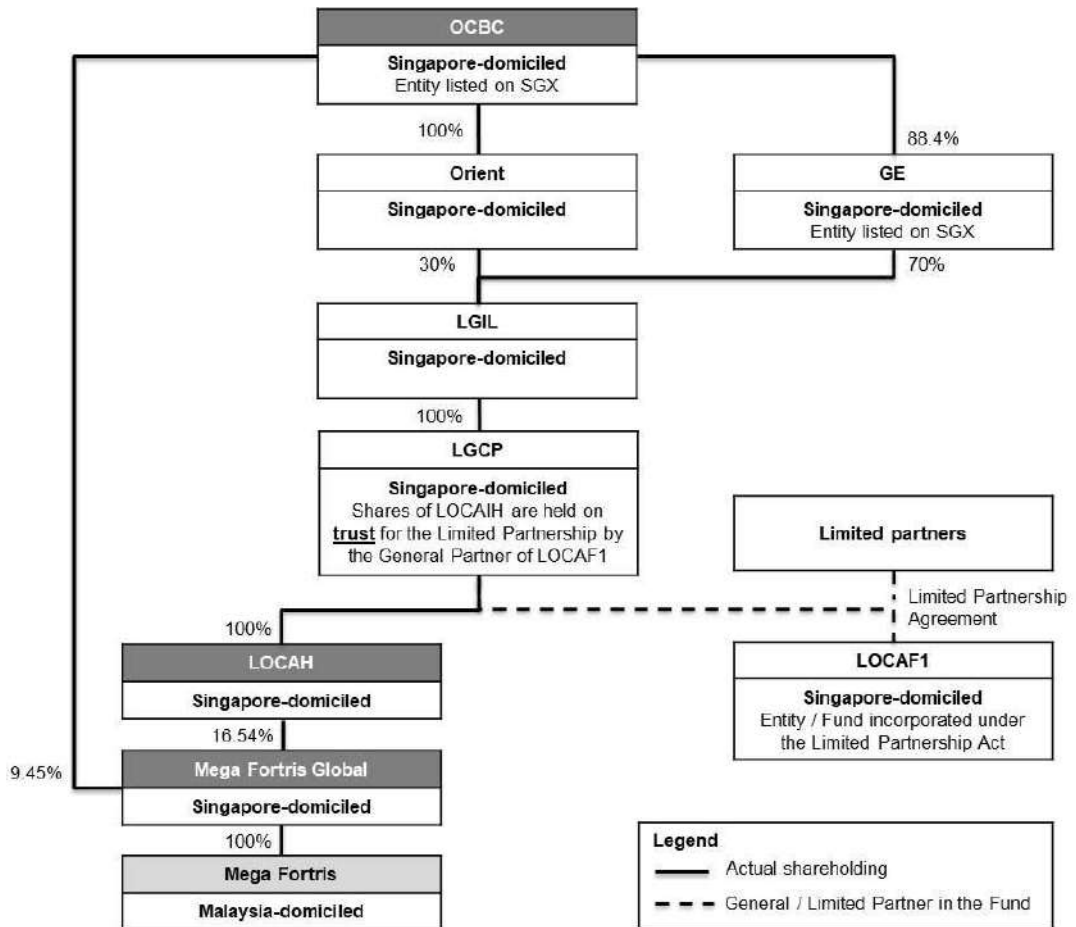 OCBC
Singapore-domiciled
Entity listed on SGX
100%
88.4%
Orient
Singapore-domiciled
GE
Singapore-domiciled
Entity listed on SGX
30%
70%
LGIL
Singapore-domiciled
100%
LGCP
Singapore-domiciled
Shares of LOCAIH are held on
trust for the Limited Partnership by
the General Partner of LOCAF1
Limited partners
Limited Partnership
Agreement
100%
LOCAH
Singapore-domiciled
LOCAF1
Singapore-domiciled
Entity / Fund incorporated under
the Limited Partnership Act
16.54%
9.45%
Mega Fortris Global
Singapore-domiciled
100%
Mega Fortris
Malaysia-domiciled
Legend
Actual shareholding
General / Limited Partner in the Fund